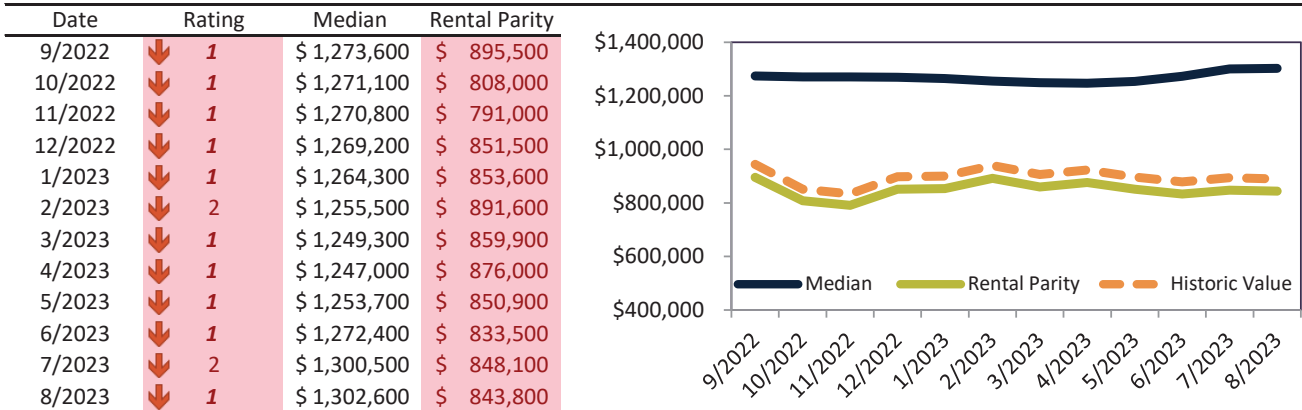 Date Rating Median Rental Parity
9/2022 1 $ 1,273,600 $ 895,500
10/2022 1 $ 1,271,100 $ 808,000
11/2022 1 $ 1,270,800 $ 791,000
12/2022 1 $ 1,269,200 $ 851,500
1/2023 1 $ 1,264,300 $ 853,600
2/2023 2 $ 1,255,500 $ 891,600
3/2023 1 $ 1,249,300 $ 859,900
4/2023 1 $ 1,247,000 $ 876,000
5/2023 1 $ 1,253,700 $ 850,900
6/2023 1 $ 1,272,400 $ 833,500
7/2023 2 $ 1,300,500 $ 848,100
8/2023 1 $ 1,302,600 $ 843,800
$1,400,000
$1,200,000
$1,000,000
$800,000
$600,000
$400,000
Median Rental Parity Historic Value
9/2022 10/2022 11/2022 12/2022 1/2023 2/2023 3/2023 4/2023 5/2023 6/2023 7/2023 8/2023